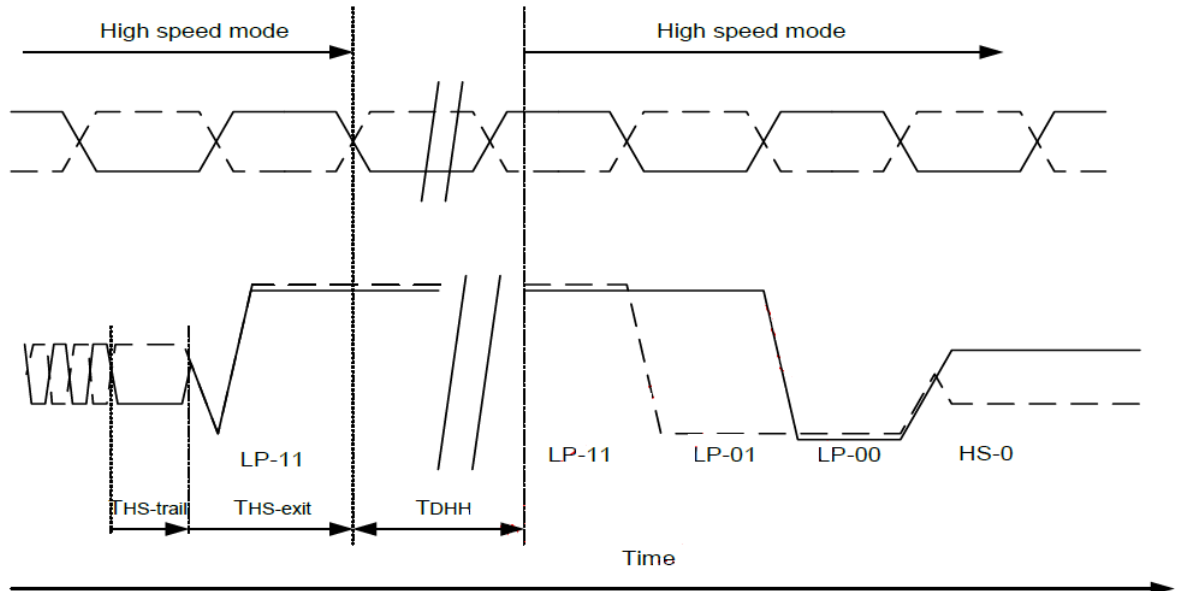 High speed mode
High speed mode
LP-11
LP-11
LP-01
LP-00
HS-0
THS-trail
THS-exit
TDHH
Time